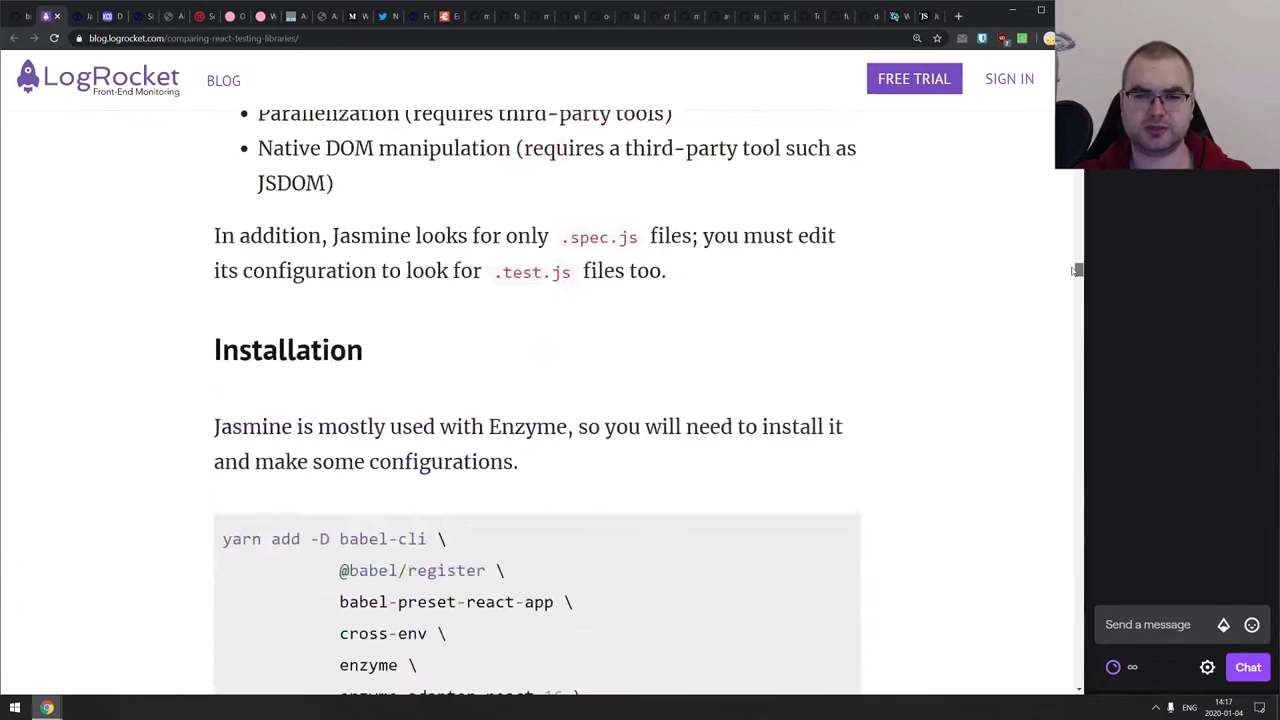 blog.logrocket.com/comparing-react-testing-libraries/
LogRocket
Front-End Monitoring
BLOG
FREE TRIAL
SIGN IN
• Parallelization (requires third-party tools)
• Native DOM manipulation (requires a third-party tool such as
JSDOM)
In addition, Jasmine looks for only .spec.js files; you must edit
its configuration to look for .test.js files too.
Installation
Jasmine is mostly used with Enzyme, so you will need to install it
and make some configurations.
yarn add -D babel-cli \
@babel/register \
babel-preset-react-app \
cross-env \
enzyme \
enzyme-adapter-react-16 \
Send a message
∞
Chat
ENG
14:17
2020-01-04